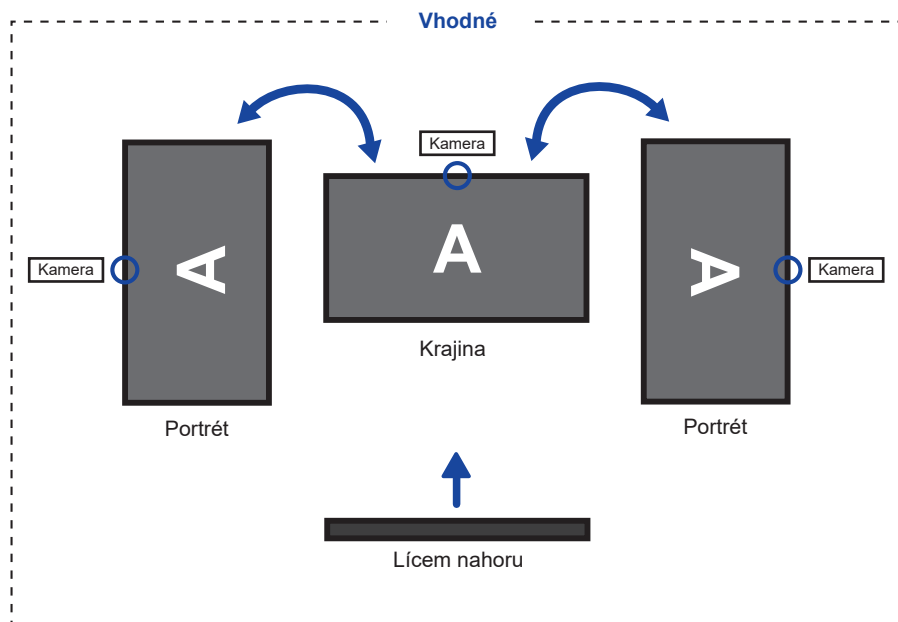 Vhodné
Kamera
A
Kamera
A
A
Kamera
Krajina
Portrét
Portrét
Lícem nahoru